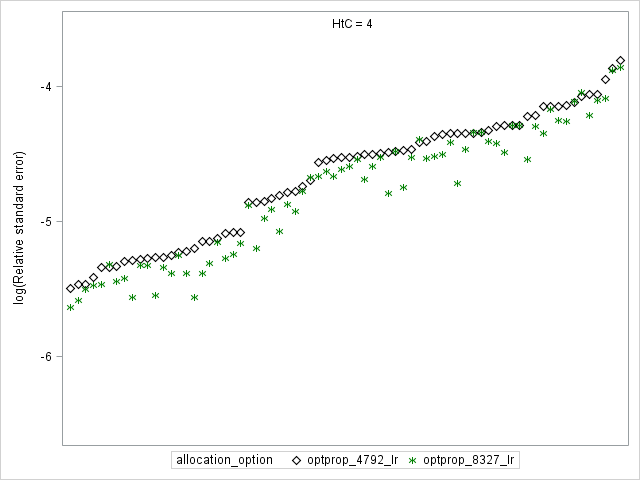 HtC = 4
log(Relative standard error)
-4
-5
-6
allocation_option optprop_4792_lr optprop_8327_lr